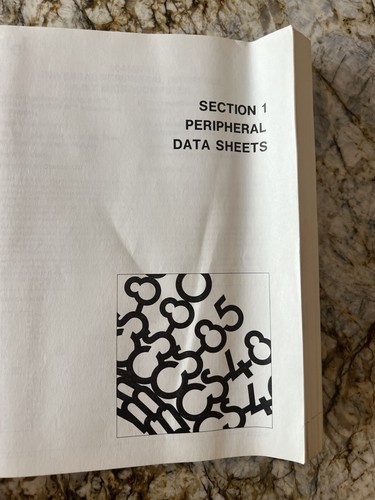 SECTION 1
PERIPHERAL
DATA SHEETS